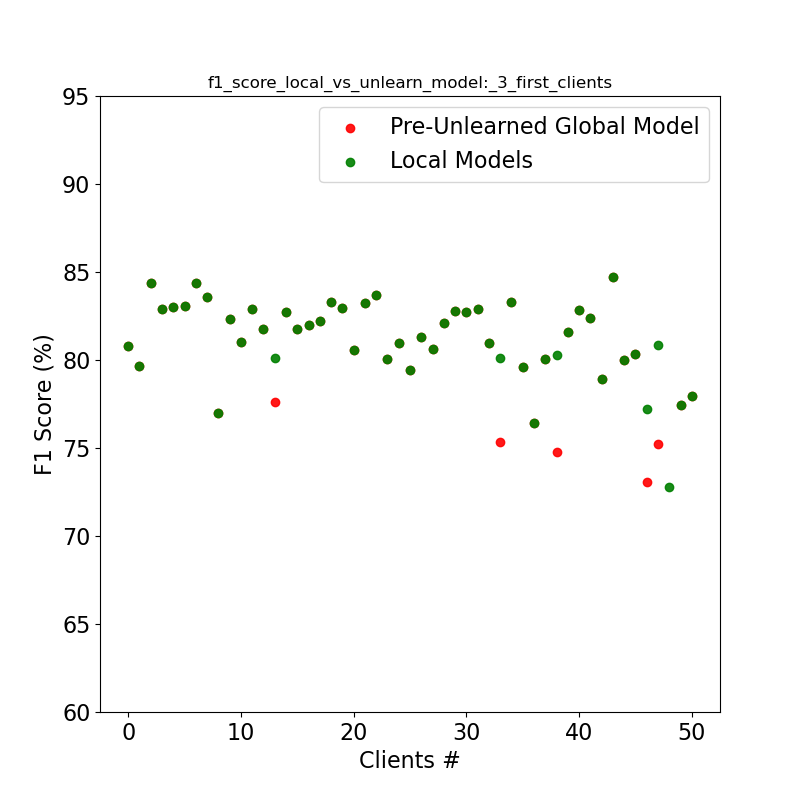 f1_score_local_vs_unlearn_model:_3_first_clients
Pre-Unlearned Global Model
Local Models
95
90
85
80
75
70
65
60
F1 Score (%)
0 10 20 30 40 50
Clients #